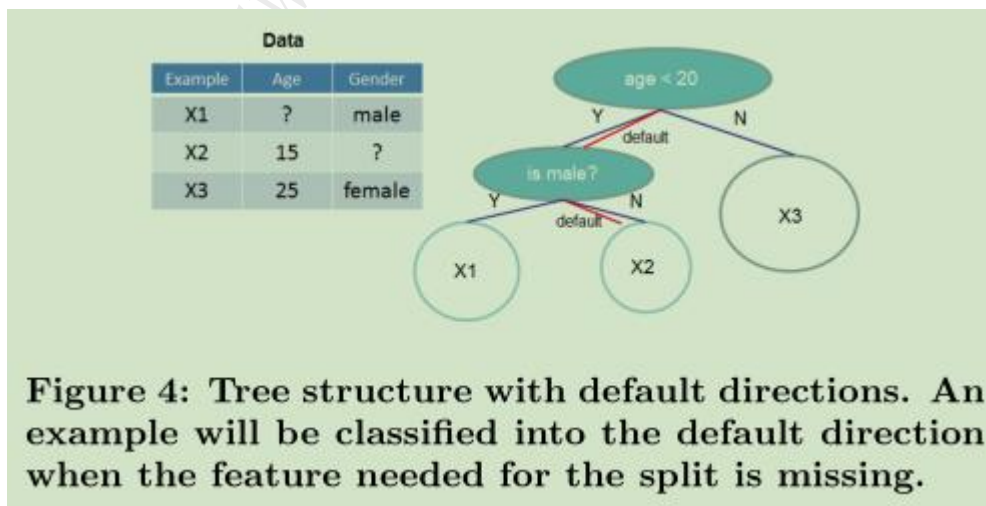 Data
Example Age Gender
X1 ? male
X2 15 ?
X3 25 female
age < 20
Y N
default
is male?
Y N
default
X1 X2 X3
Figure 4: Tree structure with default directions. An
example will be classified into the default direction
when the feature needed for the split is missing.